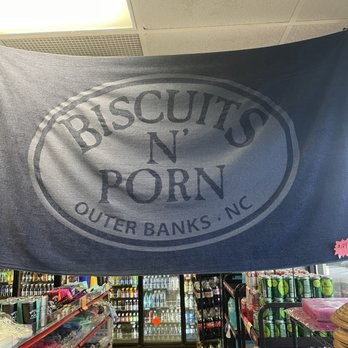 BISCUITS
N'
PORN
OUTER BANKS · NC